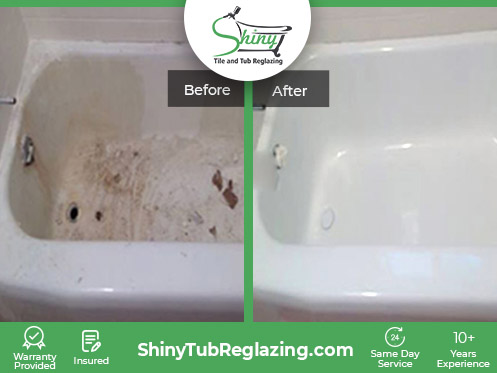 Shiny
Tile and Tub Reglazing
Before
After
Warranty
Provided
Insured
ShinyTubReglazing.com
24
Same Day
Service
10+
Years
Experience